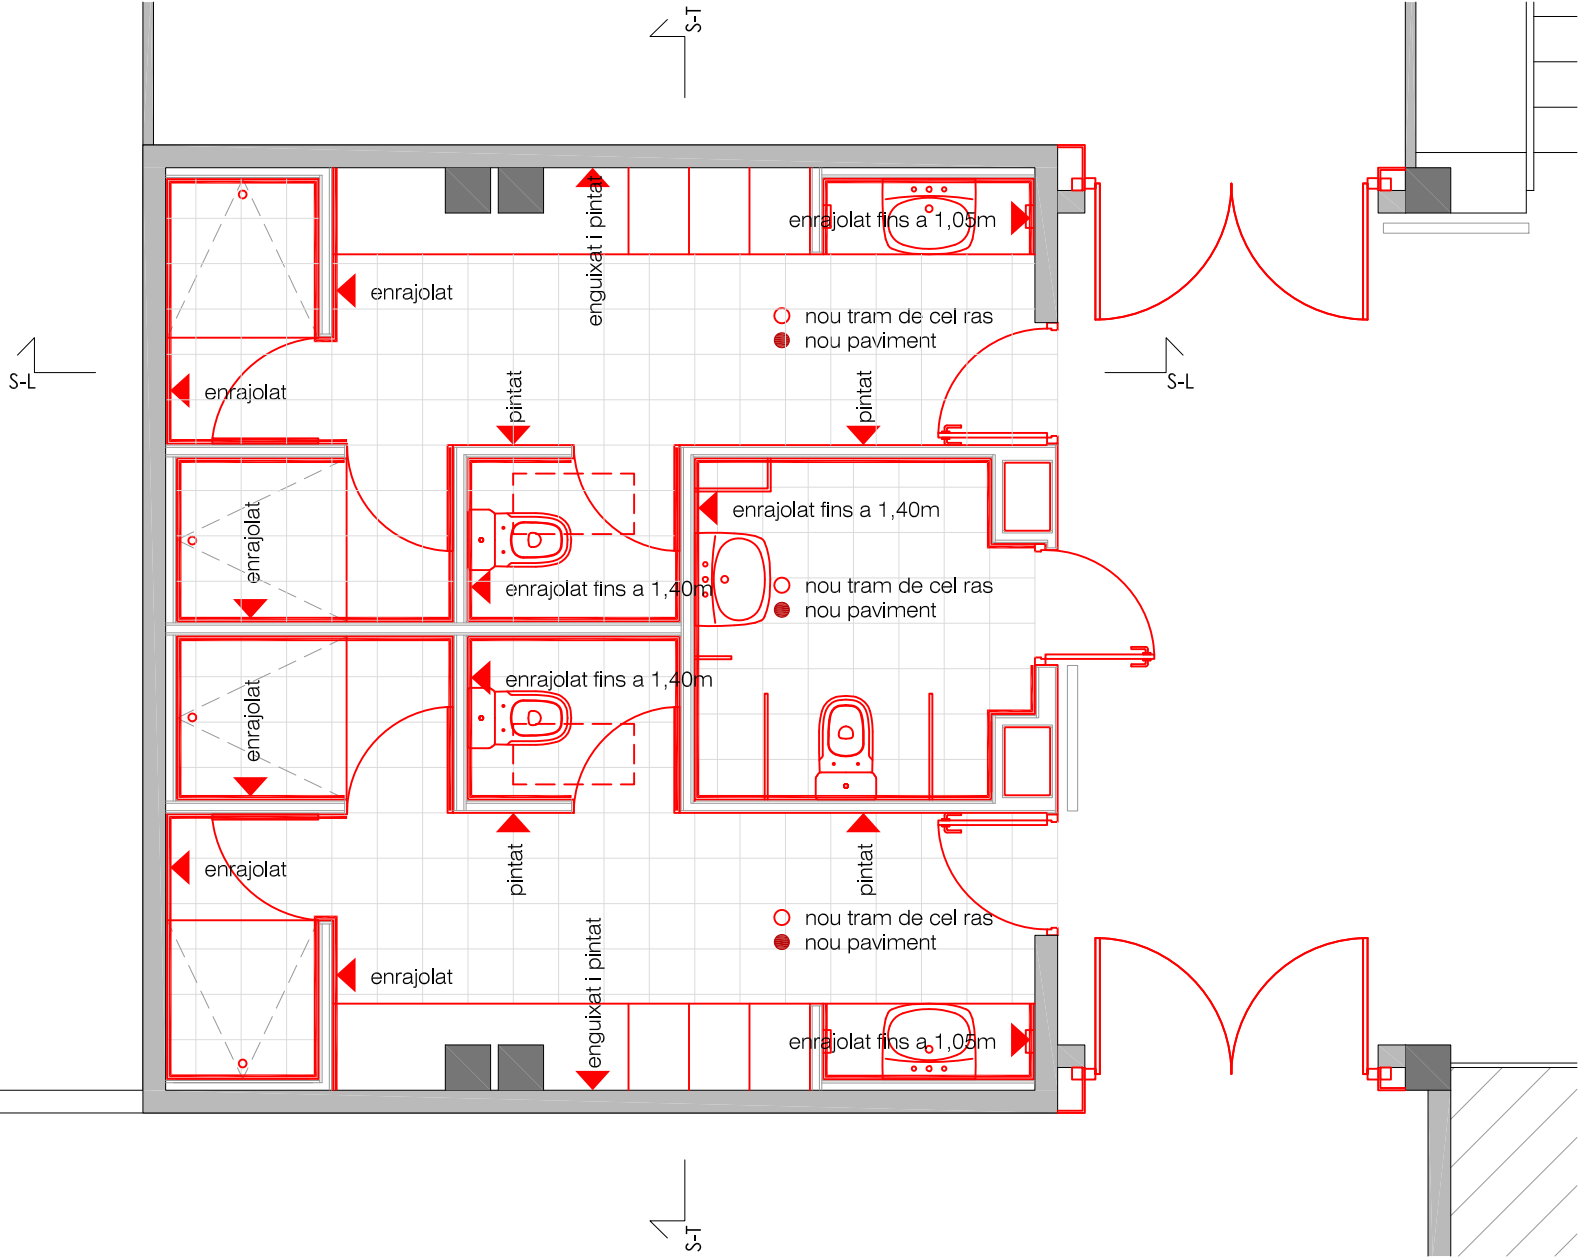 S-T
enrajolat fins a 1,05m
enguixat i pintat
enrajolat
nou tram de cel ras
nou paviment
S-L
S-L
enrajolat
pintat
pintat
enrajolat
enrajolat fins a 1,40m
enrajolat fins a 1,40m
nou tram de cel ras
nou paviment
enrajolat
enrajolat fins a 1,40m
enrajolat
pintat
pintat
nou tram de cel ras
nou paviment
enrajolat
enguixat i pintat
enrajolat fins a 1,05m
S-T